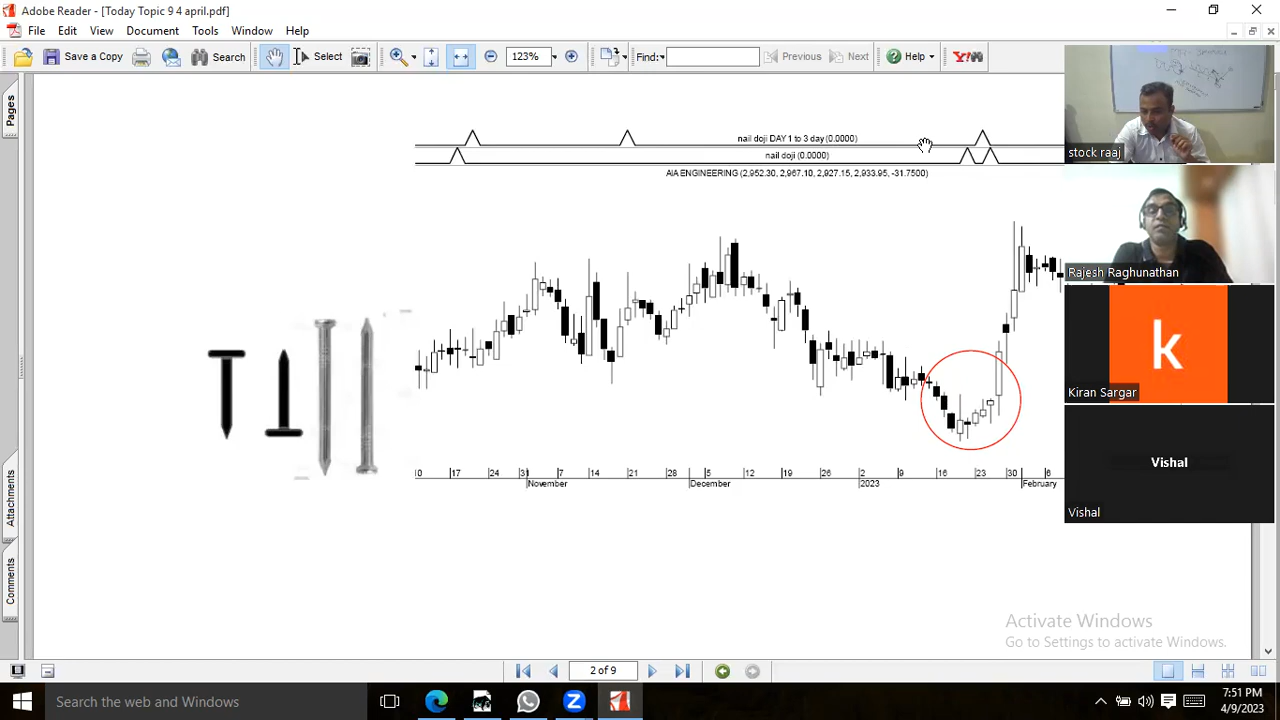 Adobe Reader - [Today Topic 9 4 april.pdf]
File Edit View Document Tools Window Help
Save a Copy Search Select 123% Find: Previous Next Help Y!
Pages
Attachments
Comments
nail doji DAY 1 to 3 day (0.0000)
nail doji (0.0000)
AIA ENGINEERING (2,952.30, 2,967.10, 2,927.15, 2,933.95, -31.7500)
stock raaj
Rajesh Raghunathan
k
Kiran Sargar
Vishal
Vishal
10 17 24 31 7 14 21 28 5 12 19 26 2 9 16 23 30 6
November December 2023 February
Activate Windows
Go to Settings to activate Windows.
2 of 9
Search the web and Windows
7:51 PM
4/9/2023